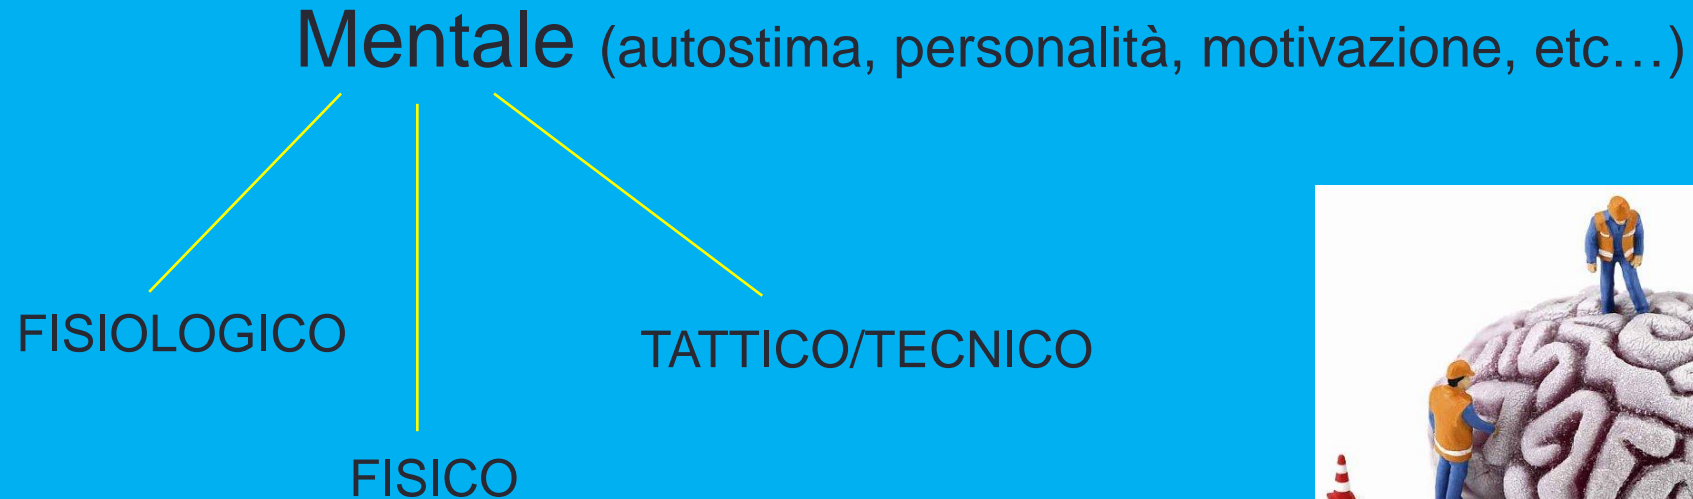 Mentale (autostima, personalità, motivazione, etc…)
FISIOLOGICO
TATTICO/TECNICO
FISICO